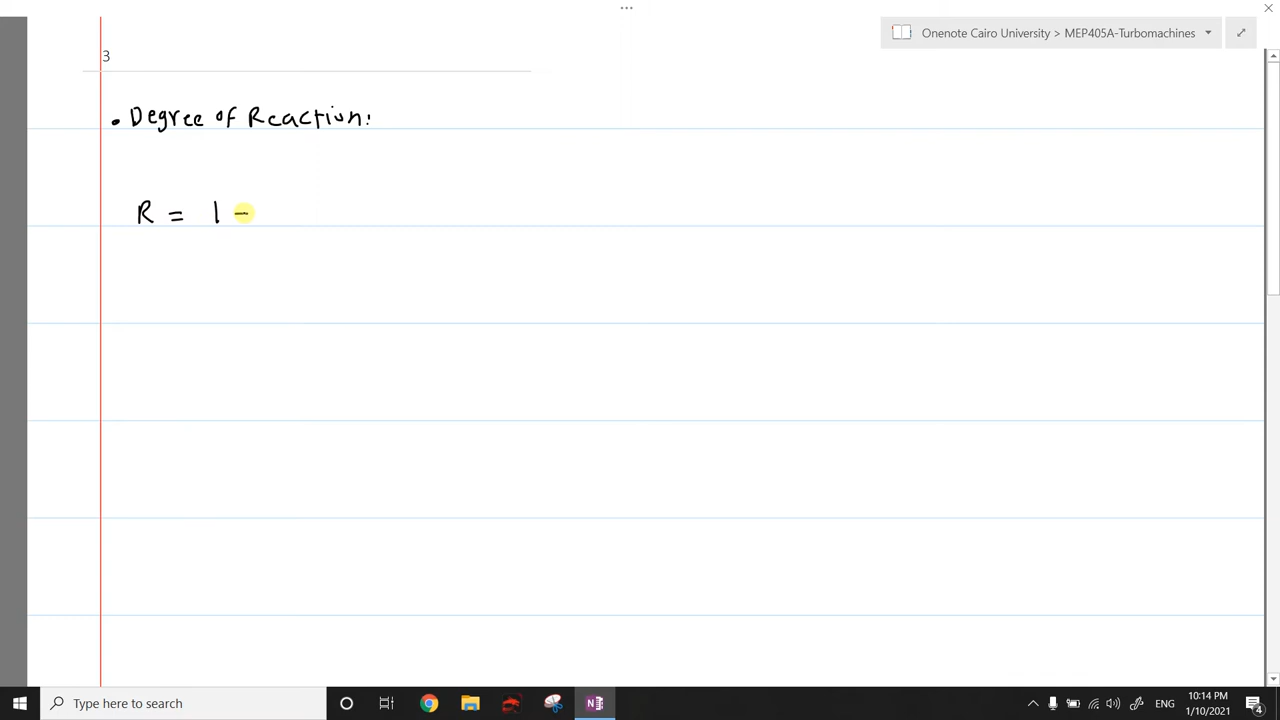 ...
Onenote Cairo University > MEP405A-Turbomachines
3
• Degree of Reaction:
R = 1 -
Type here to search
ENG
10:14 PM
1/10/2021
4